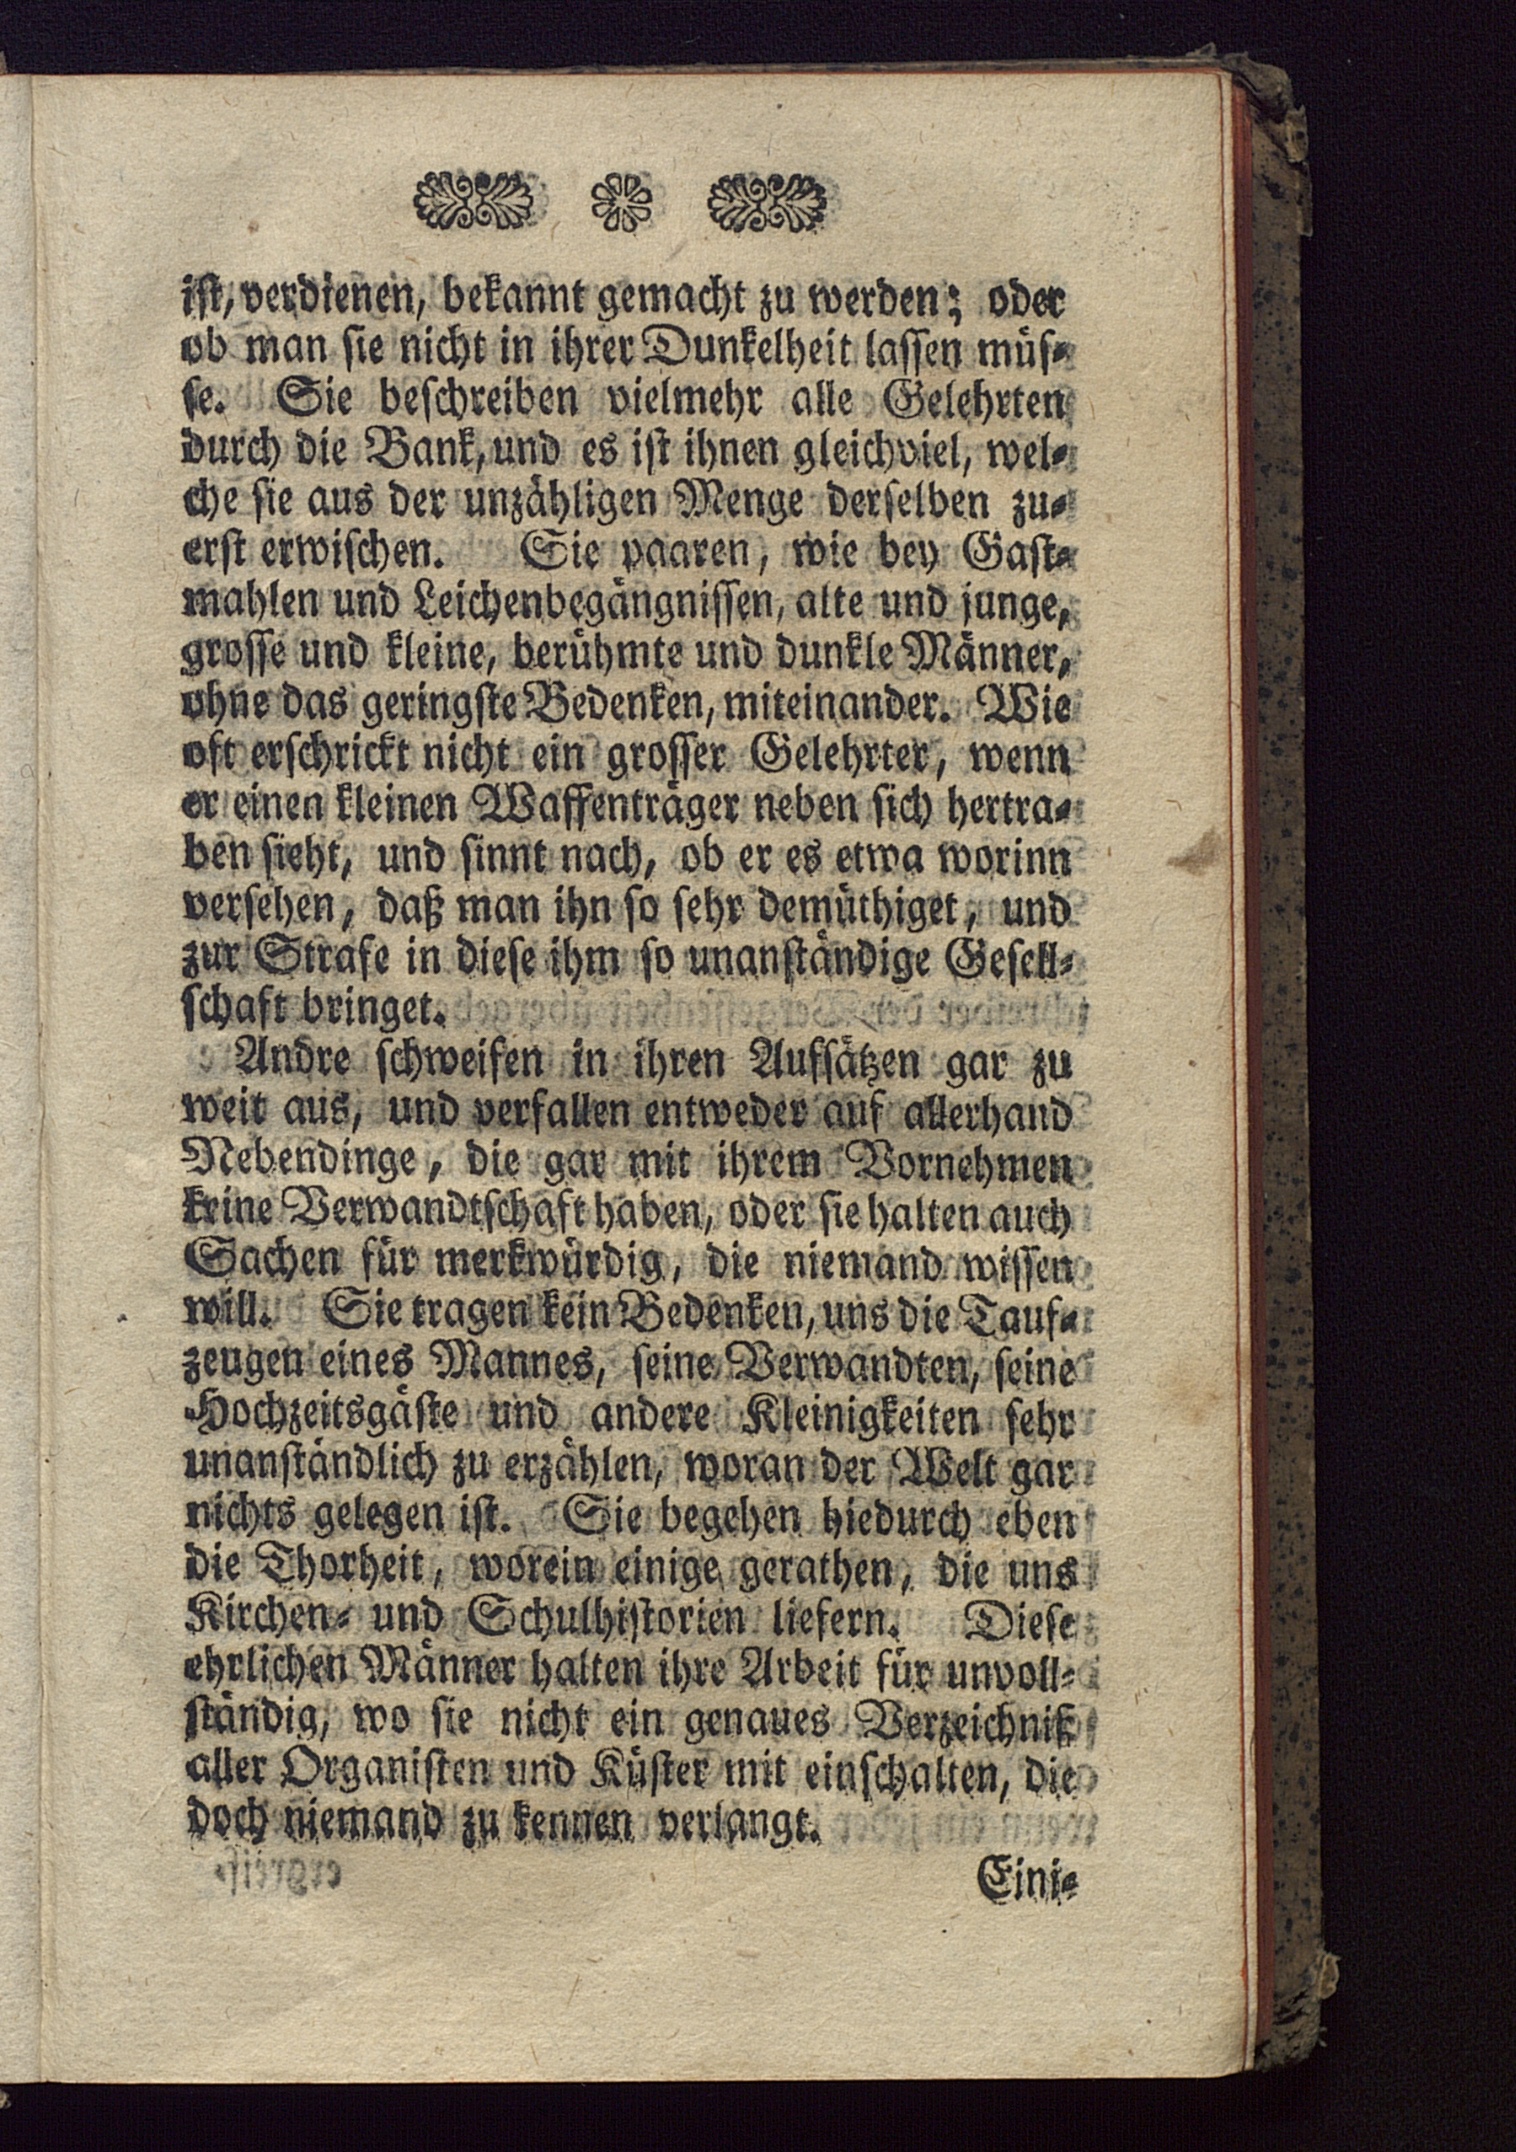 ist, verdienen, bekannt gemacht zu werden; oder
ob man sie nicht in ihrer Dunkelheit lassen müs-
se. Sie beschreiben vielmehr alle Gelehrten
durch die Bank, und es ist ihnen gleichviel, wel-
che sie aus der unzähligen Menge derselben zu-
erst erwischen. Sie paaren, wie bey Gast-
mahlen und Leichenbegängnissen, alte und junge,
grosse und kleine, berühmte und dunkle Männer,
ohne das geringste Bedenken, miteinander. Wie
oft erschrickt nicht ein grosser Gelehrter, wenn
er einen kleinen Waffenträger neben sich hertra-
ben sieht, und sinnt nach, ob er es etwa worinn
versehen, daß man ihn so sehr demüthiget, und
zur Strafe in diese ihm so unanständige Gesell-
schaft bringet.
Andre schweifen in ihren Aufsätzen gar zu
weit aus, und verfallen entweder auf allerhand
Nebendinge, die gar mit ihrem Vornehmen
keine Verwandtschaft haben, oder sie halten auch
Sachen für merkwürdig, die niemand wissen
will. Sie tragen kein Bedenken, uns die Tauf-
zeugen eines Mannes, seine Verwandten, seine
Hochzeitsgäste und andere Kleinigkeiten sehr
unanständlich zu erzählen, woran der Welt gar
nichts gelegen ist. Sie begehen hiedurch eben
die Thorheit, worein einige gerathen, die uns
Kirchen- und Schulhistorien liefern. Diese
ehrlichen Männer halten ihre Arbeit für unvoll-
ständig, wo sie nicht ein genaues Verzeichniß
aller Organisten und Küster mit einschalten, die
doch niemand zu kennen verlangt.
Eini-